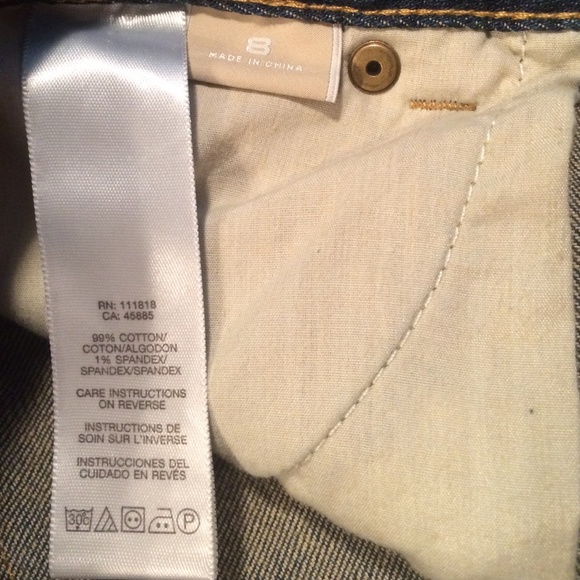 8
MADE IN CHINA
RN: 111818
CA: 45885
99% COTTON/
COTON/ALGODON
1% SPANDEX/
SPANDEX/SPANDEX
CARE INSTRUCTIONS
ON REVERSE
INSTRUCTIONS DE
SOIN SUR L'INVERSE
INSTRUCCIONES DEL
CUIDADO EN REVÉS
P